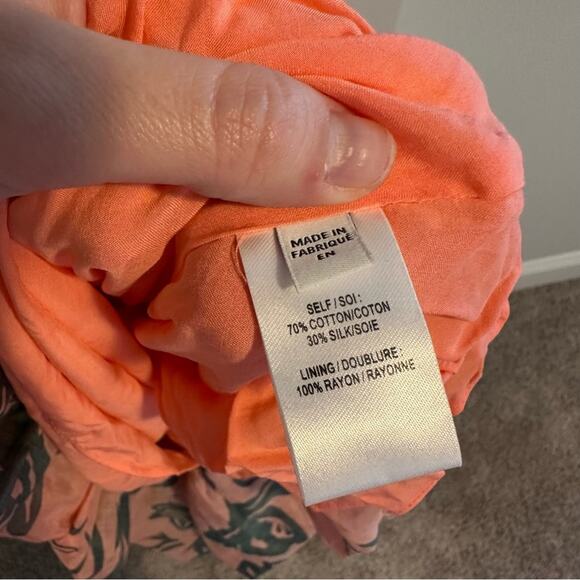 MADE IN
FABRIQUÉ
EN
SELF / SOI :
70% COTTON/COTON
30% SILK/SOIE
LINING / DOUBLURE :
100% RAYON / RAYONNE